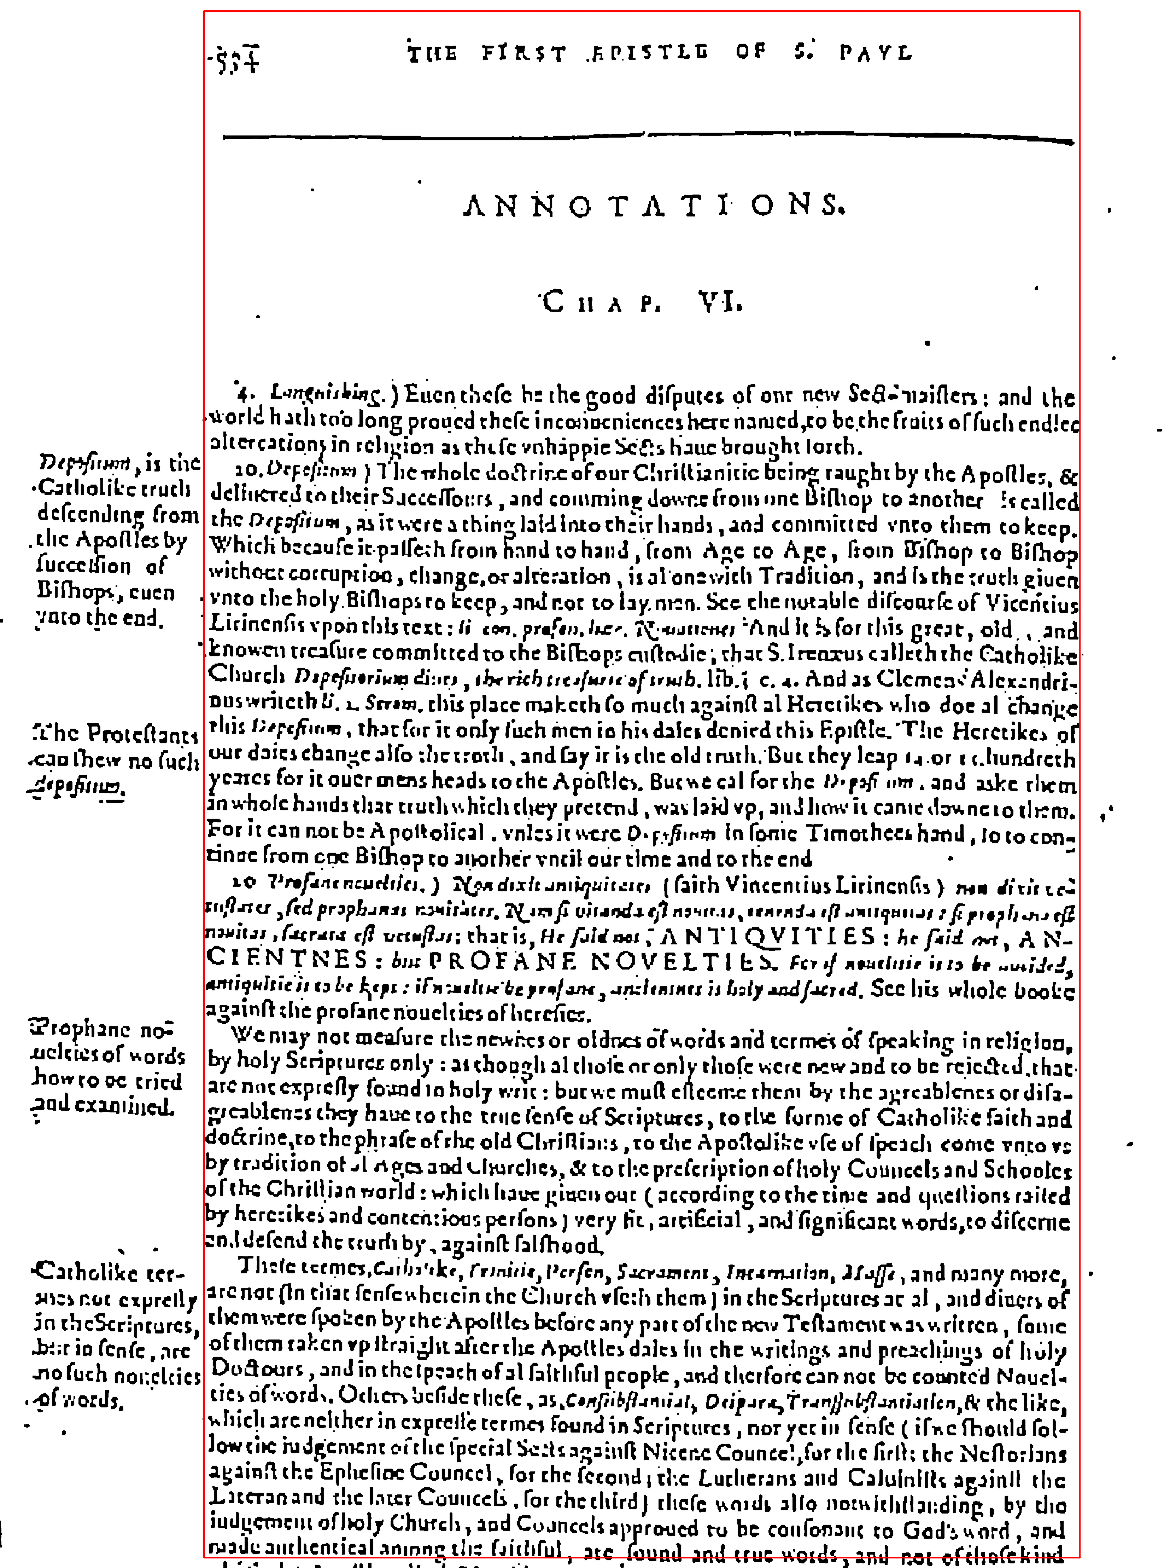 554
THE FIRST EPISTLE OF S. PAVL
ANNOTATIONS.
CHAP. VI.
4. Languishing.) Euen these be the good disputes of our new Sect-maisters: and the
world hath too long proued these inconueniences here named, to be the fruits of such endles
altercations in religion as these vnhappie Sects haue brought forth.
20. Depositum) The whole doctrine of our Christianitie being taught by the Apostles, &
deliuered to their Successours, and comming downe from one Bishop to another is called
the Depositum, as it were a thing laid into their hands, and committed vnto them to keep.
Which because it passeth from hand to hand, from Age to Age, from Bishop to Bishop
without corruption, change, or alteration, is al one with Tradition, and is the truth giuen
vnto the holy Bishops to keep, and not to lay men. See the notable discourse of Vicentius
Lirinensis vpon this text: li con. profan. haer. Nouationes And it is for this great, old, and
knowen treasure committed to the Bishops custodie, that S. Irenæus calleth the Catholike
Church Depositorium diues, the rich treasurie of truth. lib. 3 c. 4. And as Clemens Alexandri-
nus writeth li. 2. Strom. this place maketh so much against al Heretikes who doe al change
this Depositum, that for it only such men in his daies denied this Epistle. The Heretikes of
our daies change also the truth, and say it is the old truth. But they leap 14. or 15. hundreth
yeares for it ouer mens heads to the Apostles. But we cal for the Depositum, and aske them
in whole hands that truth which they pretend, was laid vp, and how it came downe to them.
For it can not be Apostolical, vnles it were Depositum in some Timothees hand, so to con-
tinue from one Bishop to another vntil our time and to the end
20 Profane nouelties.) Non dixit antiquitates (saith Vincentius Lirinensis) non dixit ve-
tustates, sed prophanas nouitates. Nam si vitanda est nouitas, tenenda est antiquitas: si prophana est
nouitas, sacrata est vetustas: that is, He said not, ANTIQVITIES: he said not, AN-
CIENTNES: but PROFANE NOVELTIES. For if noueltie is to be auoided,
antiquitie is to be kept: if noueltie be profane, ancientnes is holy and sacred. See his whole booke
against the profane nouelties of heresies.
We may not measure the newnes or oldnes of words and termes of speaking in religion,
by holy Scriptures only: as though al those or only those were new and to be reiected, that
are not expresly found in holy writ: but we must esteeme them by the agreablenes or disa-
greablenes they haue to the true sense of Scriptures, to the forme of Catholike faith and
doctrine, to the phrase of the old Christians, to the Apostolike vse of speach come vnto vs
by tradition of al Ages and Churches, & to the prescription of holy Councels and Schooles
of the Christian world: which haue giuen out (according to the time and questions raised
by heretikes and contentious persons) very fit, artificial, and significant words, to discerne
and defend the truth by, against falshood.
These termes, Catholike, Trinitie, Person, Sacrament, Incarnation, Masse, and many more,
are not (in that sense wherein the Church vseth them) in the Scriptures at al, and diuers of
them were spoken by the Apostles before any part of the new Testament was written, some
of them taken vp straight after the Apostles daies in the writings and preachings of holy
Doctours, and in the speach of al faithful people, and therfore can not be counted Nouel-
ties of words. Others beside these, as, Consubstantial, Deipara, Transsubstantiation, & the like,
which are neither in expresse termes found in Scriptures, nor yet in sense (if we should fol-
low the iudgement of the special Sects against Nicene Councel, for the first: the Nestorians
against the Ephesine Councel, for the second; the Lutherans and Caluinists against the
Lateran and the later Councels, for the third) these words also notwithstanding, by the
iudgement of holy Church, and Councels approued to be consonant to God's word, and
made authentical among the faithful, are found and true words, and not of those kind
Depositum, is the
Catholike truth
descending from
the Apostles by
succession of
Bishops, euen
vnto the end.
The Protestants
can shew no such
depositum.
Prophane no-
uelties of words
how to be tried
and examined.
Catholike ter-
mes not expresly
in the Scriptures,
but in sense, are
no such nouelties
of words.